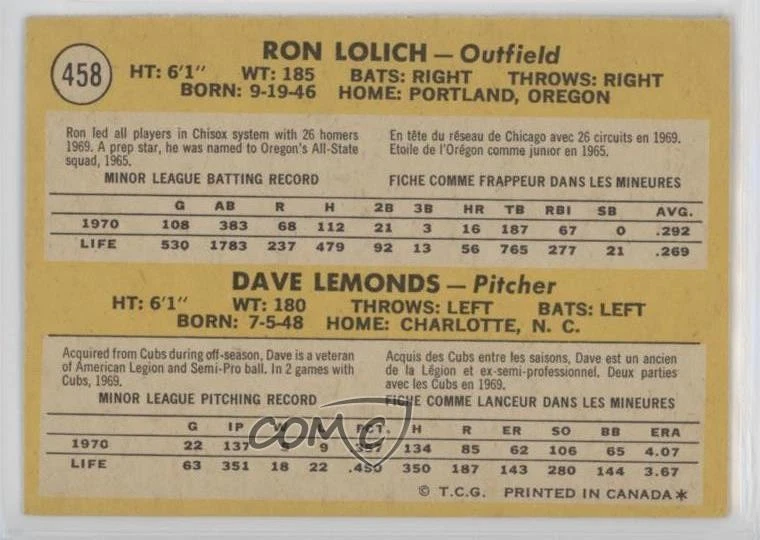 458
RON LOLICH — Outfield
HT: 6'1" WT: 185 BATS: RIGHT THROWS: RIGHT
BORN: 9-19-46 HOME: PORTLAND, OREGON
Ron led all players in Chisox system with 26 homers
1969. A prep star, he was named to Oregon's All-State
squad, 1965.
En tête du réseau de Chicago avec 26 circuits en 1969.
Etoile de l'Orégon comme junior en 1965.
MINOR LEAGUE BATTING RECORD FICHE COMME FRAPPEUR DANS LES MINEURES
G AB R H 2B 3B HR TB RBI SB AVG.
1970 108 383 68 112 21 3 16 187 67 0 .292
LIFE 530 1783 237 479 92 13 56 765 277 21 .269
DAVE LEMONDS — Pitcher
HT: 6'1" WT: 180 THROWS: LEFT BATS: LEFT
BORN: 7-5-48 HOME: CHARLOTTE, N. C.
Acquired from Cubs during off-season, Dave is a veteran
of American Legion and Semi-Pro ball. In 2 games with
Cubs, 1969.
Acquis des Cubs entre les saisons, Dave est un ancien
de la Légion et ex-semi-professionnel. Deux parties
avec les Cubs en 1969.
MINOR LEAGUE PITCHING RECORD FICHE COMME LANCEUR DANS LES MINEURES
G IP W PCT. H R ER SO BB ERA
1970 22 137 9 134 85 62 106 65 4.07
LIFE 63 351 18 22 .450 350 187 143 280 144 3.67
COMC
© T.C.G. PRINTED IN CANADA*